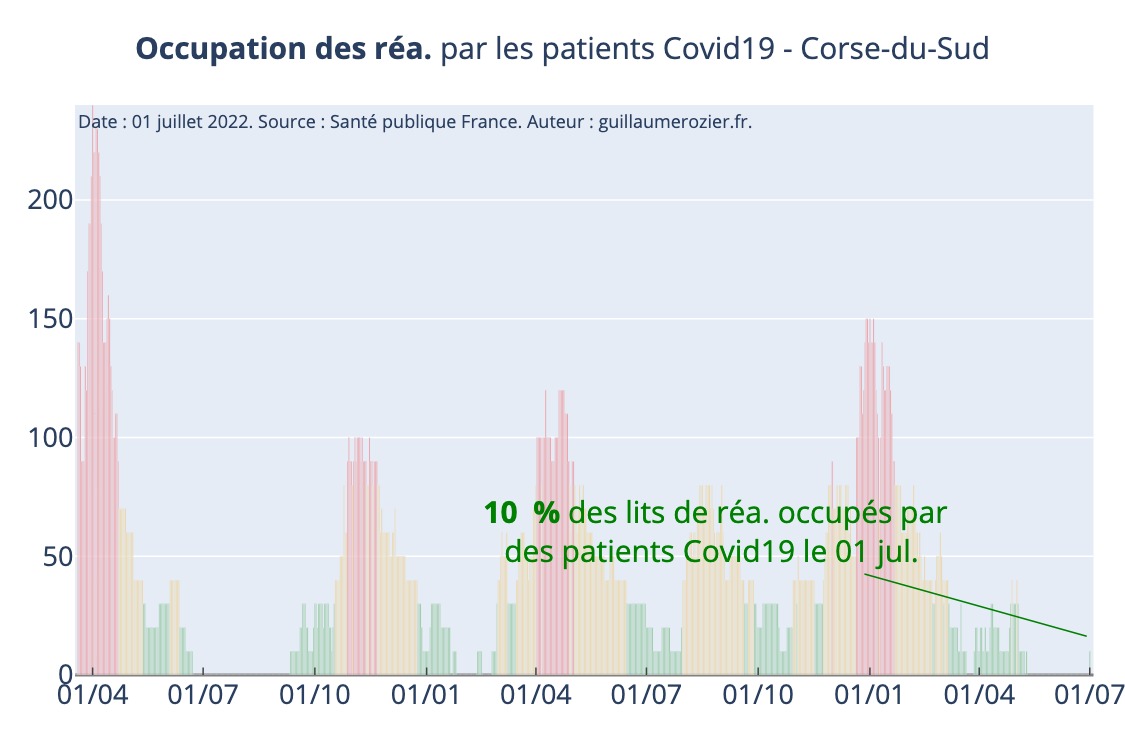 Occupation des réa. par les patients Covid19 - Corse-du-Sud
Date : 01 juillet 2022. Source : Santé publique France. Auteur : guillaumerozier.fr.
200
150
100
10 % des lits de réa. occupés par
des patients Covid19 le 01 jul.
50
0
01/04 01/07 01/10 01/01 01/04 01/07 01/10 01/01 01/04 01/07